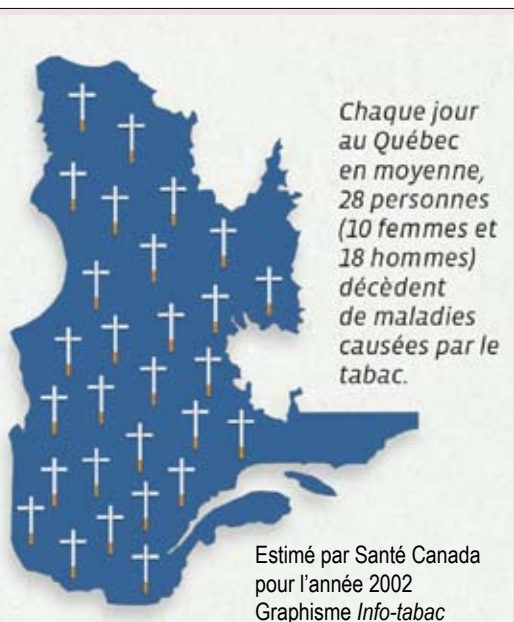 Chaque jour
au Québec
en moyenne,
28 personnes
(10 femmes et
18 hommes)
décèdent
de maladies
causées par le
tabac.
Estimé par Santé Canada
pour l'année 2002
Graphisme Info-tabac